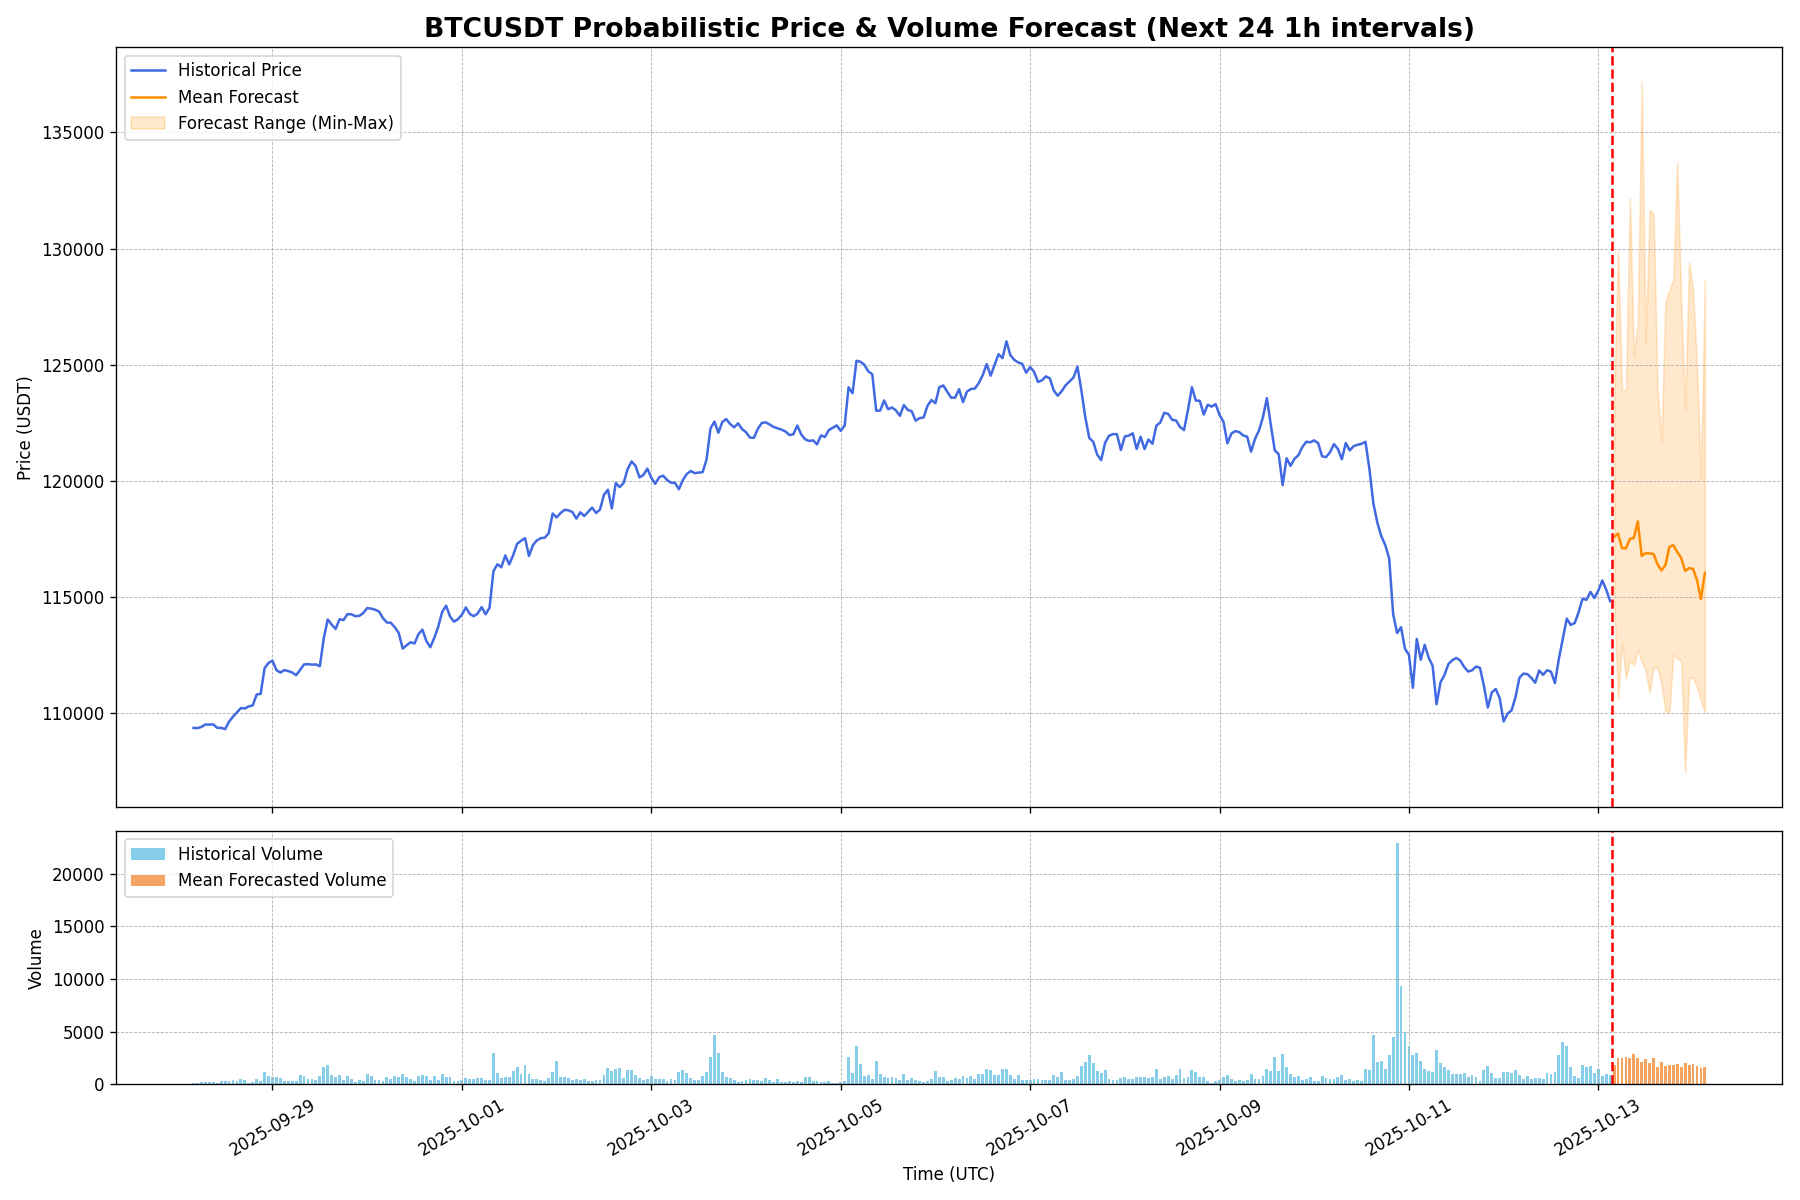 BTCUSDT Probabilistic Price & Volume Forecast (Next 24 1h intervals)
Historical Price
Mean Forecast
Forecast Range (Min-Max)
135000
130000
125000
120000
115000
110000
Price (USDT)
Historical Volume
Mean Forecasted Volume
20000
15000
10000
5000
0
Volume
2025-09-29
2025-10-01
2025-10-03
2025-10-05
2025-10-07
2025-10-09
2025-10-11
2025-10-13
Time (UTC)